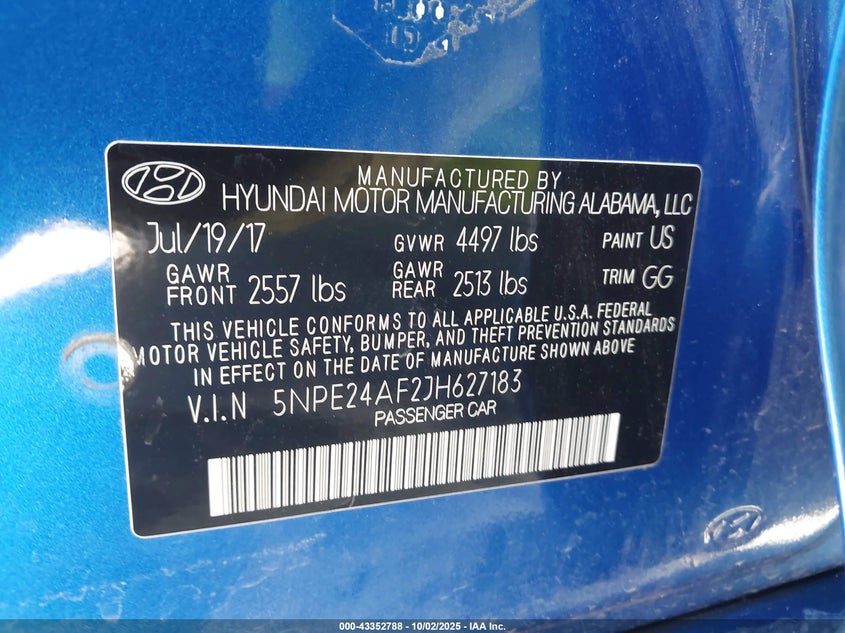 MANUFACTURED BY
HYUNDAI MOTOR MANUFACTURING ALABAMA, LLC
Jul/19/17 GVWR 4497 lbs PAINT US
GAWR FRONT 2557 lbs GAWR REAR 2513 lbs TRIM GG
THIS VEHICLE CONFORMS TO ALL APPLICABLE U.S.A. FEDERAL
MOTOR VEHICLE SAFETY, BUMPER, AND THEFT PREVENTION STANDARDS
IN EFFECT ON THE DATE OF MANUFACTURE SHOWN ABOVE.
V.I.N 5NPE24AF2JH627183
PASSENGER CAR
000-43352788 - 10/02/2025 - IAA Inc.